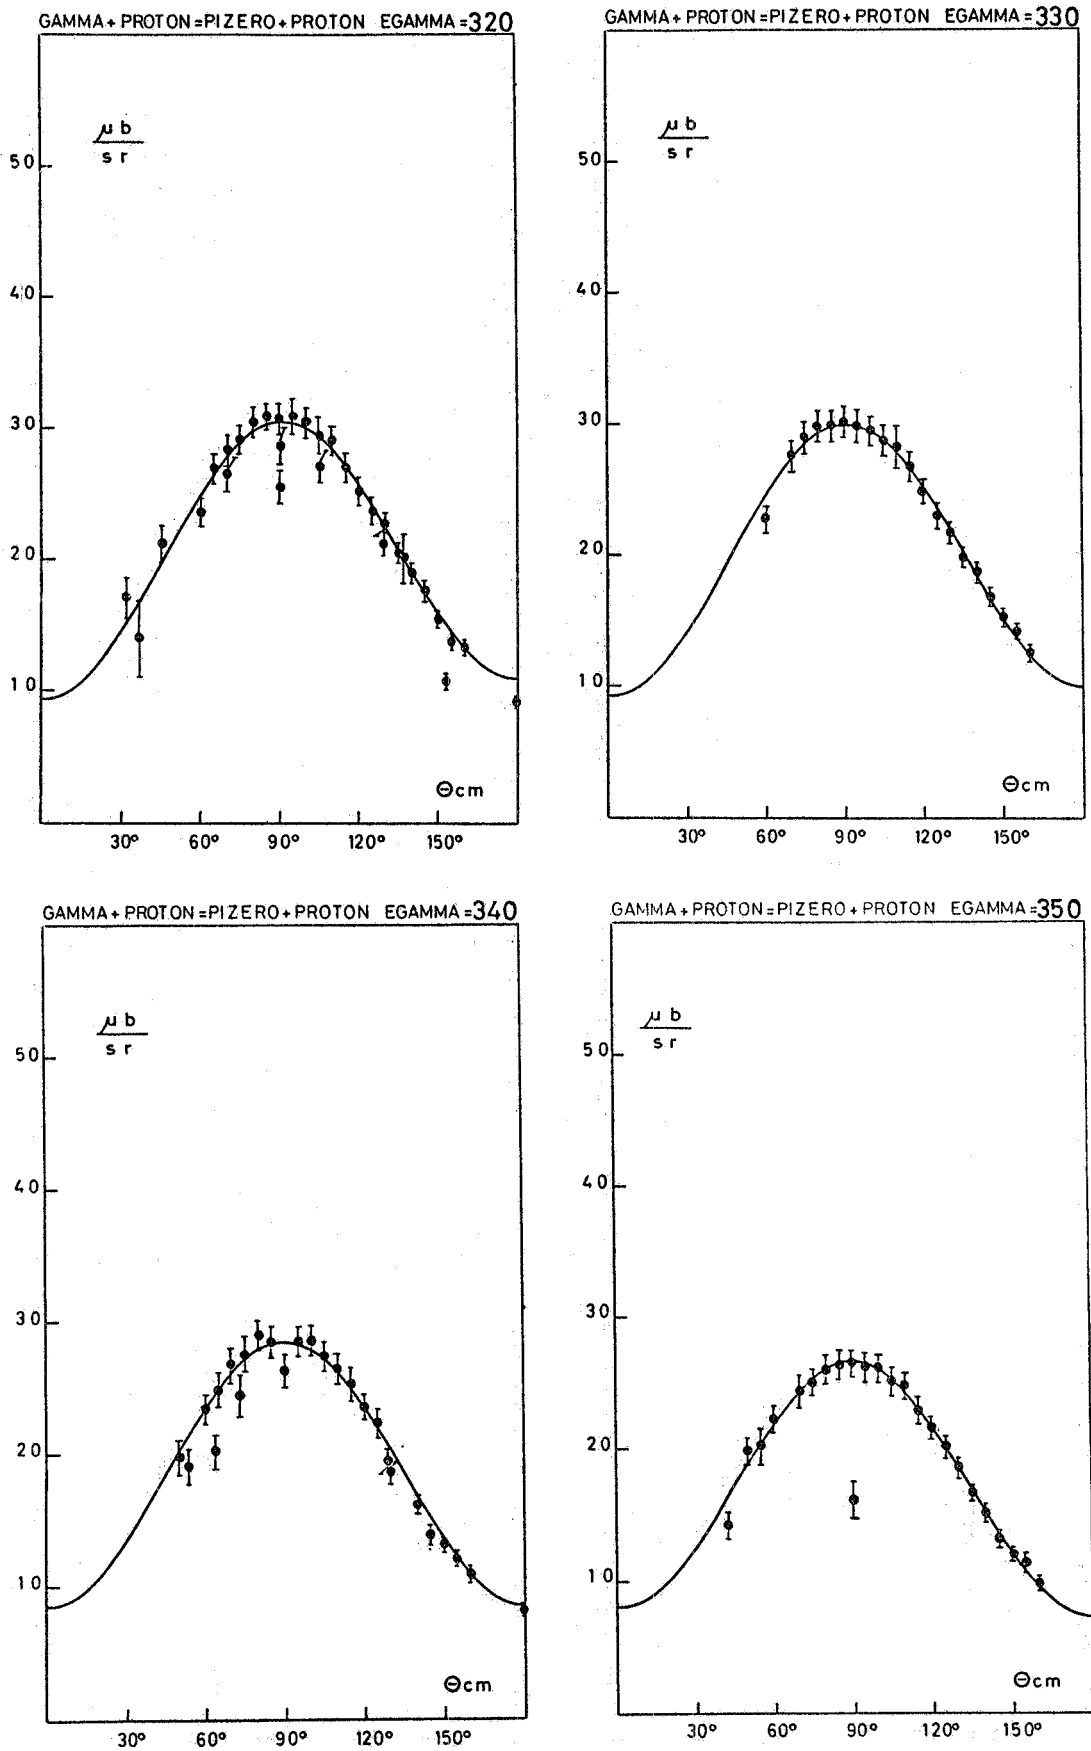 GAMMA + PROTON = PIZERO + PROTON EGAMMA = 320
μb
sr
50
40
30
20
10
Θcm
30° 60° 90° 120° 150°
GAMMA + PROTON = PIZERO + PROTON EGAMMA = 330
μb
sr
50
40
30
20
10
Θcm
30° 60° 90° 120° 150°
GAMMA + PROTON = PIZERO + PROTON EGAMMA = 340
μb
sr
50
40
30
20
10
Θcm
30° 60° 90° 120° 150°
GAMMA + PROTON = PIZERO + PROTON EGAMMA = 350
μb
sr
50
40
30
20
10
Θcm
30° 60° 90° 120° 150°